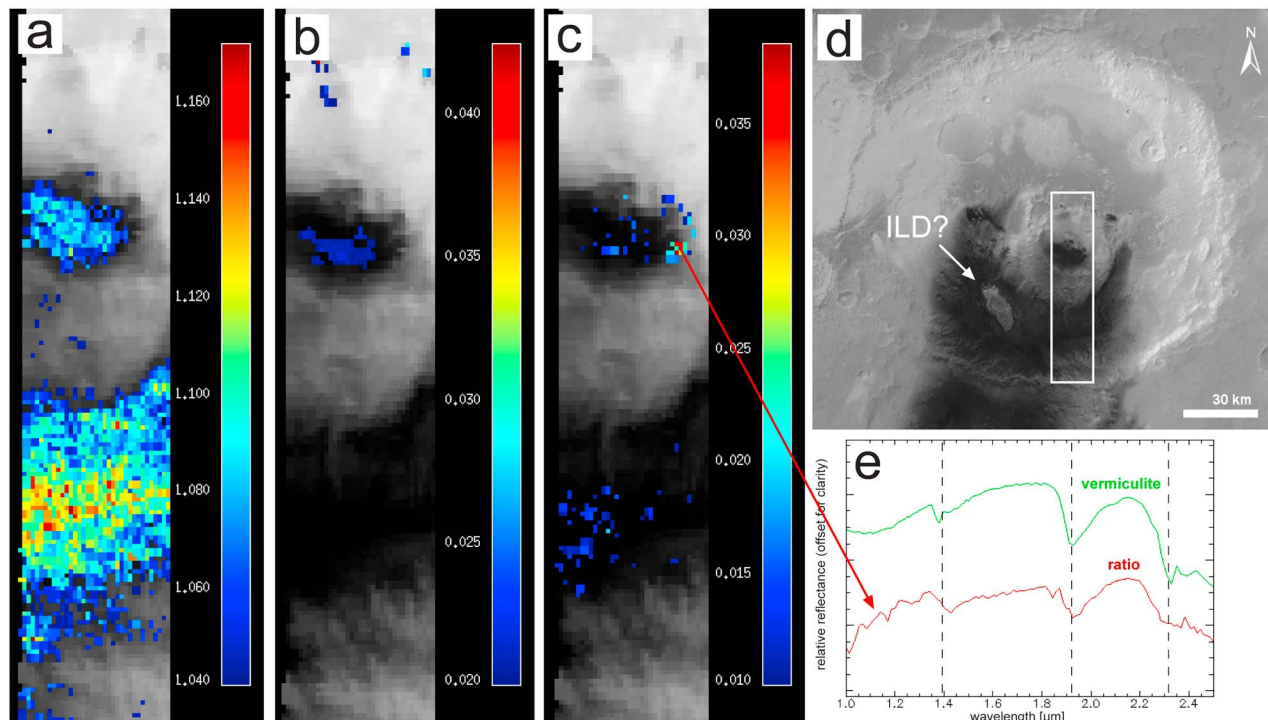 a
1.160
1.140
1.120
1.100
1.080
1.060
1.040
b
0.040
0.035
0.030
0.025
0.020
c
0.035
0.030
0.025
0.020
0.015
0.010
d
N
ILD?
30 km
e
vermiculite
ratio
relative reflectance (offset for clarity)
1.0 1.2 1.4 1.6 1.8 2.0 2.2 2.4
wavelength [um]